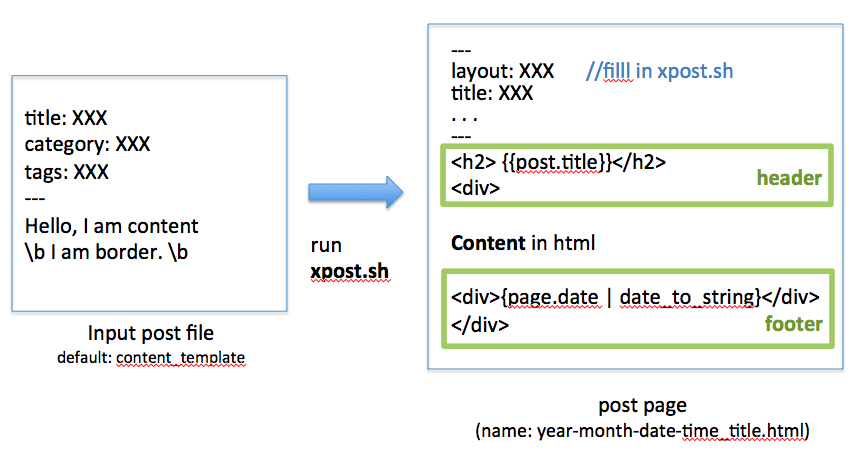 title: XXX
category: XXX
tags: XXX
---
Hello, I am content
\b I am border. \b
Input post file
default: content_template
run
xpost.sh
---
layout: XXX //filll in xpost.sh
title: XXX
. . .
---
<h2> {{post.title}}</h2>
<div>
header
Content in html
<div>{page.date | date_to_string}</div>
</div>
footer
post page
(name: year-month-date-time_title.html)